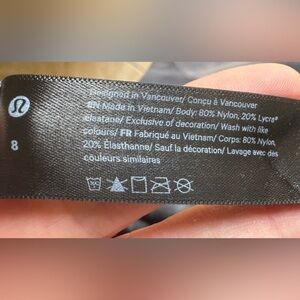 Designed in Vancouver/ Conçu à Vancouver
EN Made in Vietnam/ Body: 80% Nylon, 20% Lycra®
elastane/ Exclusive of decoration/ Wash with like
colours/ FR Fabriqué au Vietnam/ Corps: 80% Nylon,
20% Élasthanne/ Sauf la décoration/ Lavage avec des
couleurs similaires
8